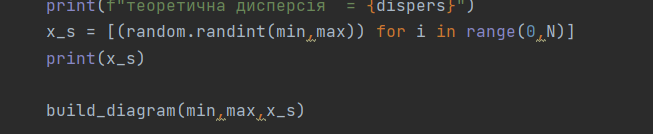 print(f"теоретична дисперсія  = {dispers}")
x_s = [(random.randint(min,max)) for i in range(0,N)]
print(x_s)
build_diagram(min,max,x_s)